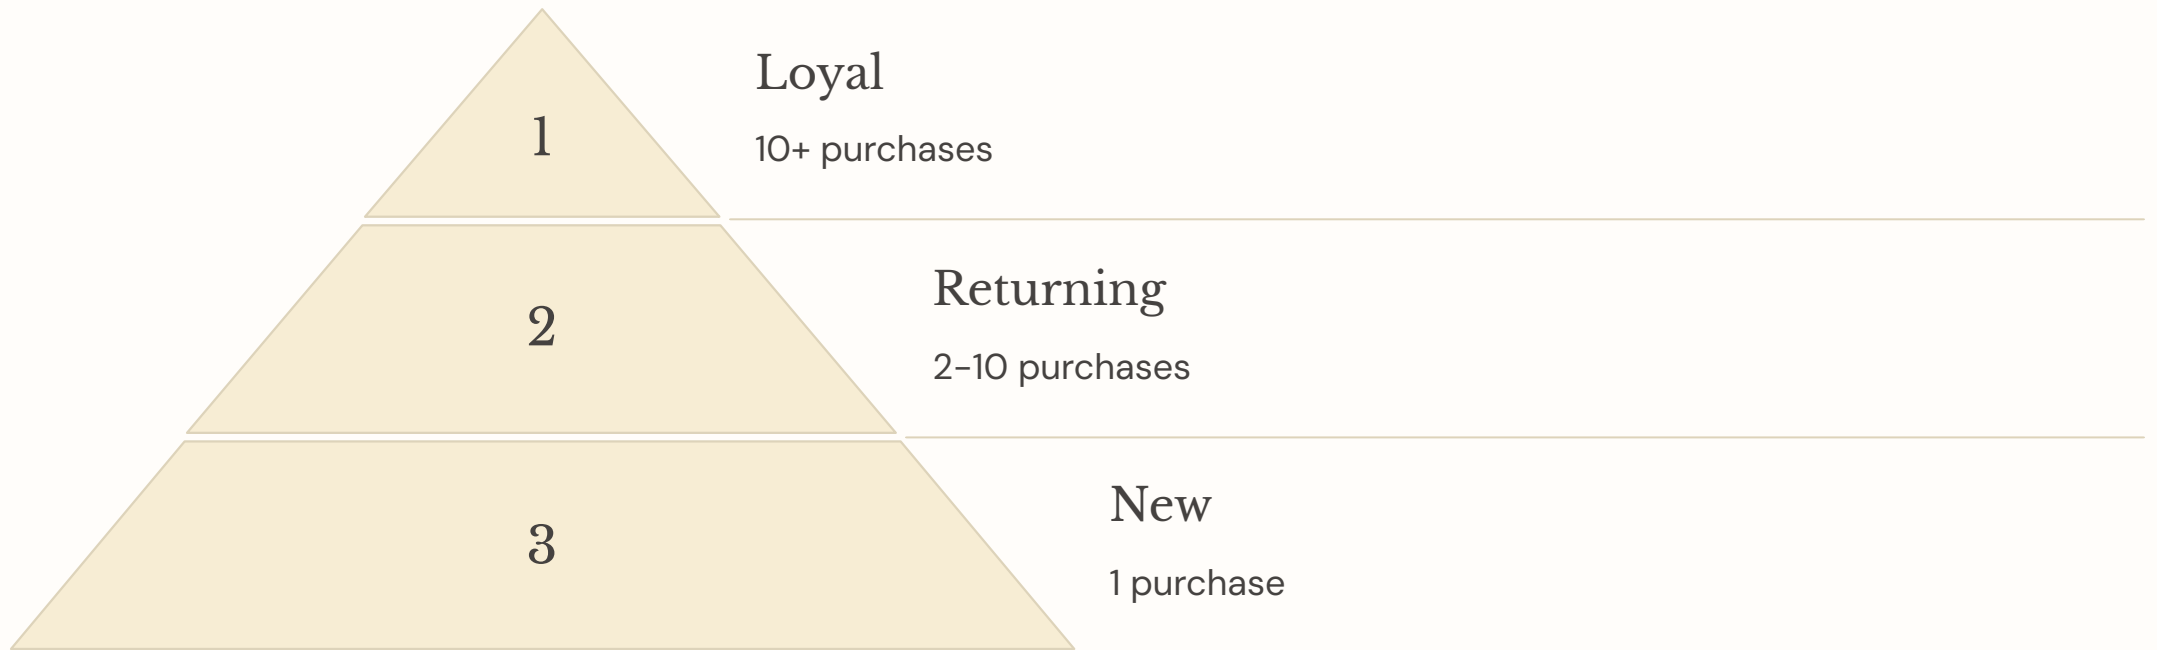 1
Loyal
10+ purchases
2
Returning
2–10 purchases
3
New
1 purchase